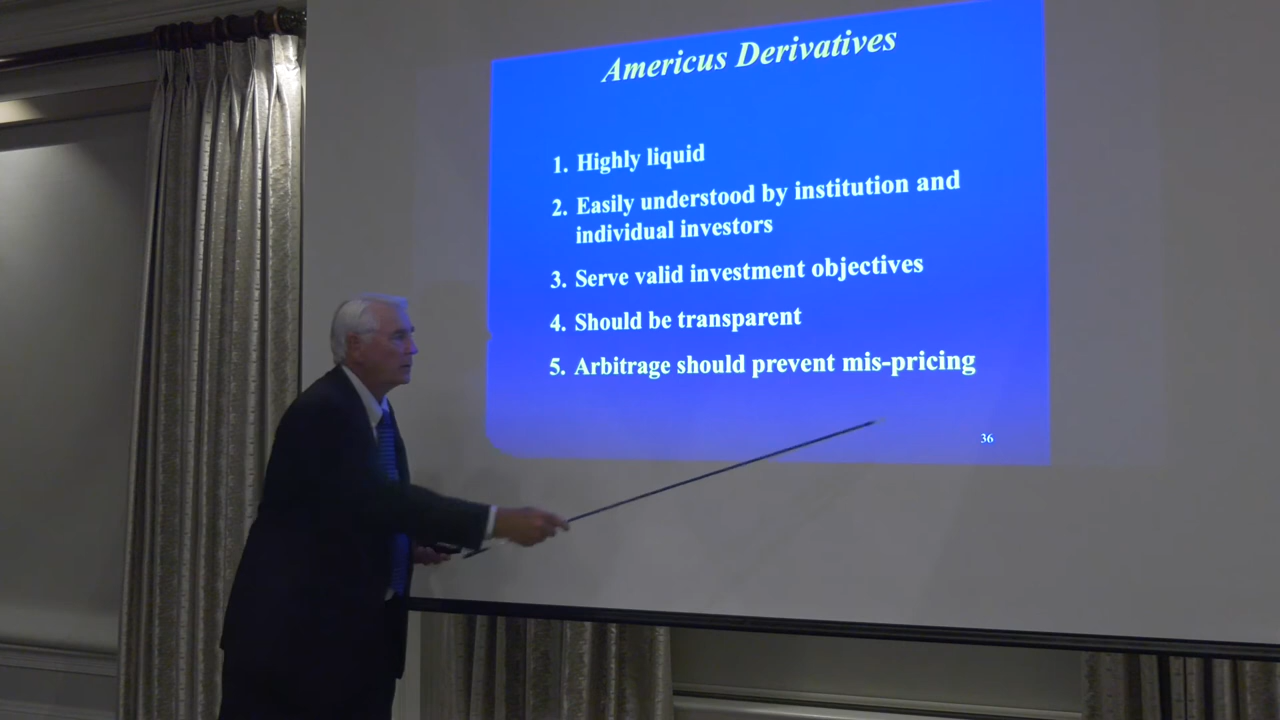 Americus Derivatives
1. Highly liquid
2. Easily understood by institution and
individual investors
3. Serve valid investment objectives
4. Should be transparent
5. Arbitrage should prevent mis-pricing
36